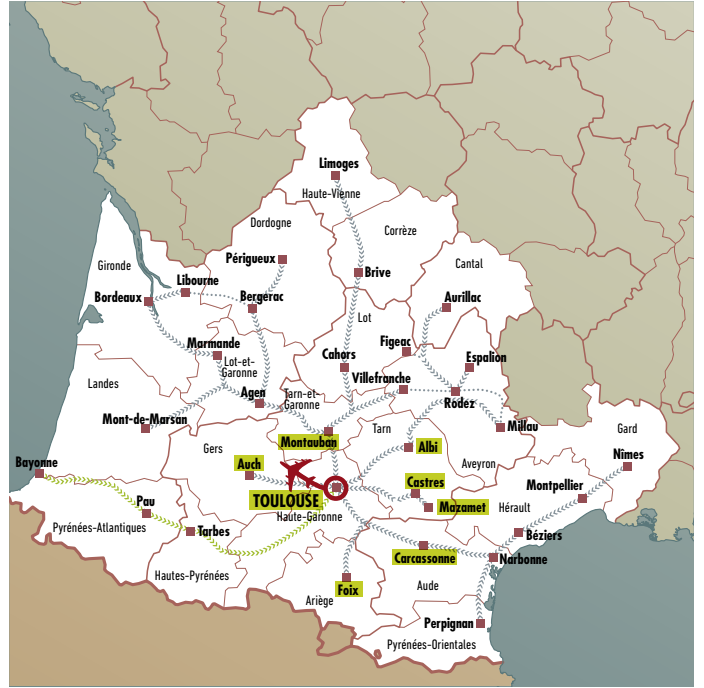 Limoges
Haute-Vienne
Dordogne
Corrèze
Périgueux
Gironde
Cantal
Libourne
Brive
Bordeaux
Bergerac
Aurillac
Lot
Marmande
Figeac
Cahors
Espalion
Lot-et-
Garonne
Villefranche
Landes
Agen
Tarn-et-
Garonne
Rodez
Mont-de-Marsan
Millau
Tarn
Gard
Montauban
Albi
Gers
Nîmes
Bayonne
Auch
Aveyron
Castres
Montpellier
TOULOUSE
Mazamet
Hérault
Pau
Haute-Garonne
Pyrénées-Atlantiques
Tarbes
Béziers
Carcassonne
Narbonne
Hautes-Pyrénées
Foix
Aude
Ariège
Perpignan
Pyrénées-Orientales